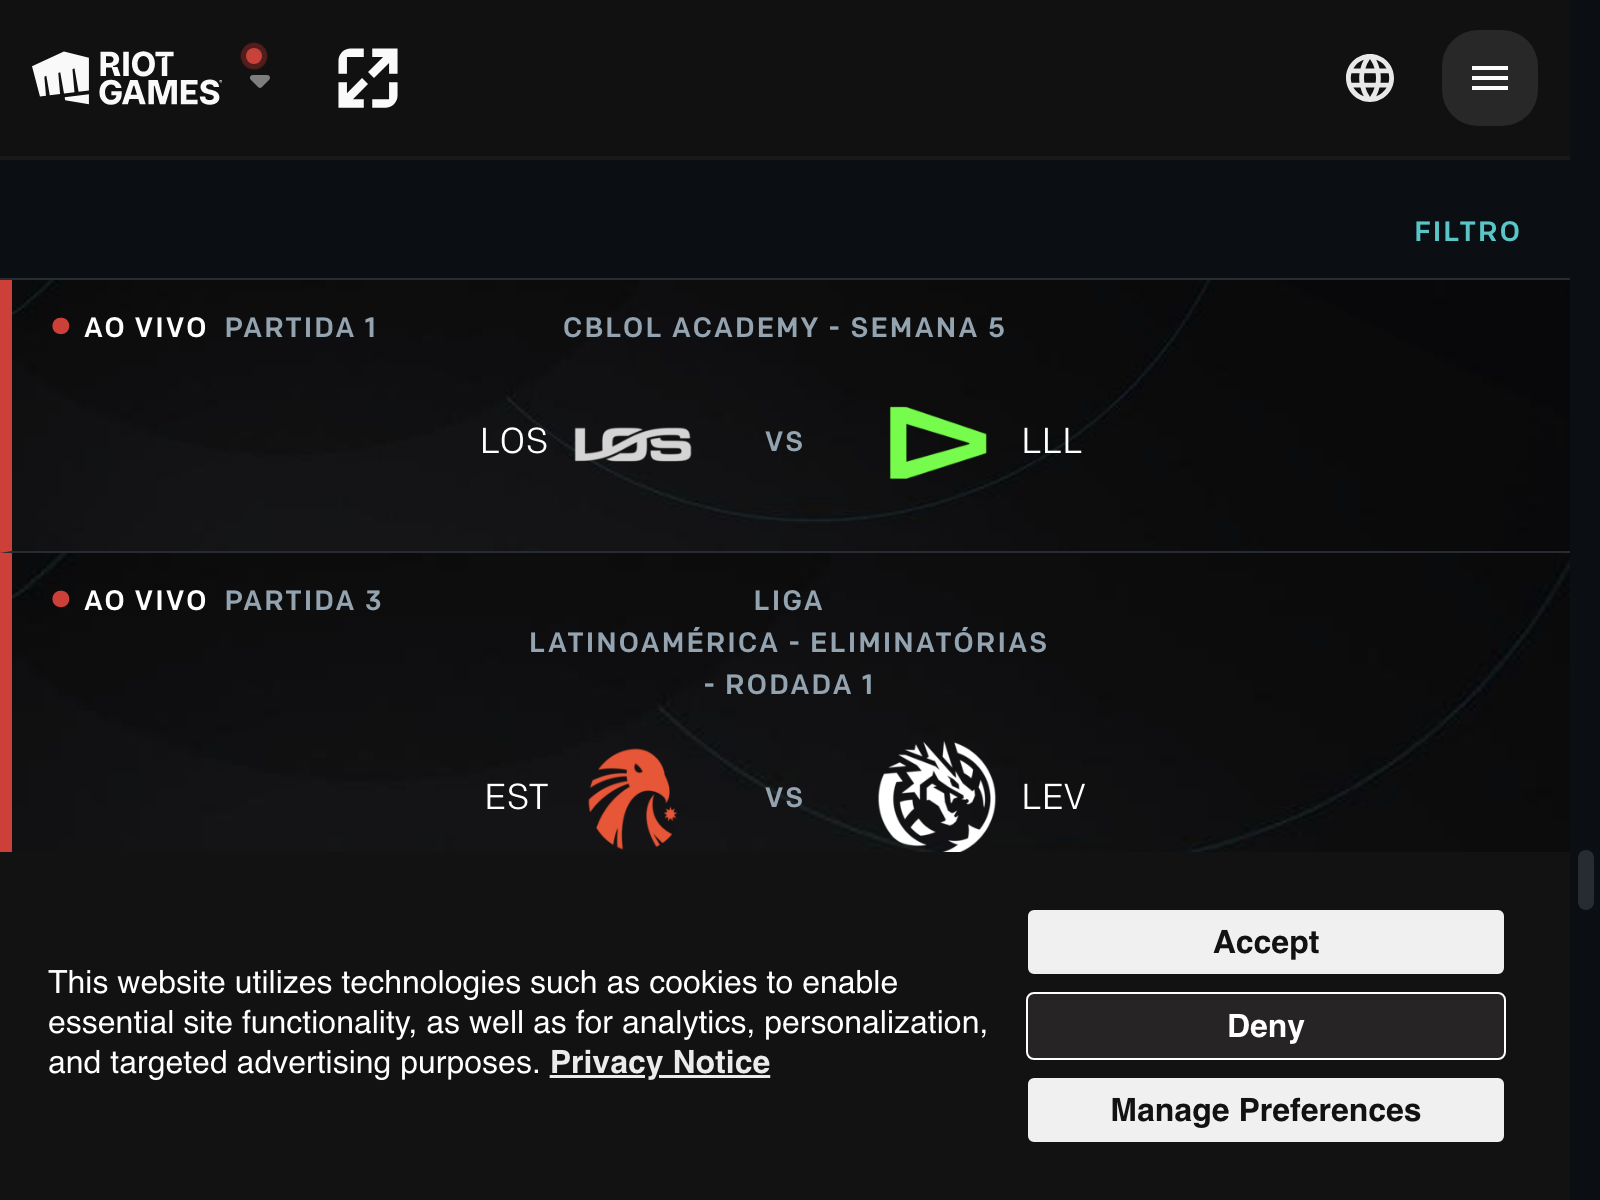 RIOT
GAMES
FILTRO
AO VIVO PARTIDA 1
CBLOL ACADEMY - SEMANA 5
LOS LOS VS LLL
AO VIVO PARTIDA 3
LIGA
LATINOAMÉRICA - ELIMINATÓRIAS
- RODADA 1
EST VS LEV
This website utilizes technologies such as cookies to enable
essential site functionality, as well as for analytics, personalization,
and targeted advertising purposes. Privacy Notice
Accept
Deny
Manage Preferences